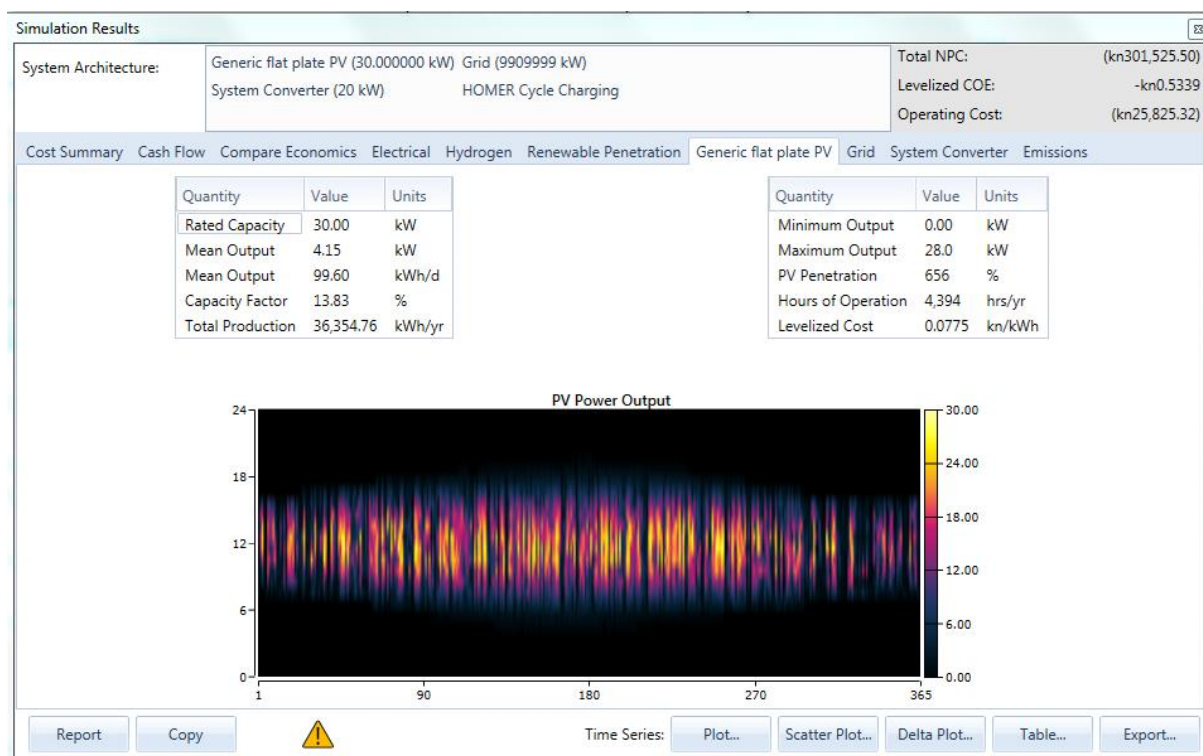 Simulation Results
System Architecture:
Generic flat plate PV (30.000000 kW) Grid (9909999 kW)
System Converter (20 kW) HOMER Cycle Charging
Total NPC: (kn301,525.50)
Levelized COE: -kn0.5339
Operating Cost: (kn25,825.32)
Cost Summary Cash Flow Compare Economics Electrical Hydrogen Renewable Penetration Generic flat plate PV Grid System Converter Emissions
Quantity Value Units
Rated Capacity 30.00 kW
Mean Output 4.15 kW
Mean Output 99.60 kWh/d
Capacity Factor 13.83 %
Total Production 36,354.76 kWh/yr
Quantity Value Units
Minimum Output 0.00 kW
Maximum Output 28.0 kW
PV Penetration 656 %
Hours of Operation 4,394 hrs/yr
Levelized Cost 0.0775 kn/kWh
PV Power Output
24
18
12
6
0
1 90 180 270 365
30.00
24.00
18.00
12.00
6.00
0.00
Report Copy Time Series: Plot... Scatter Plot... Delta Plot... Table... Export...